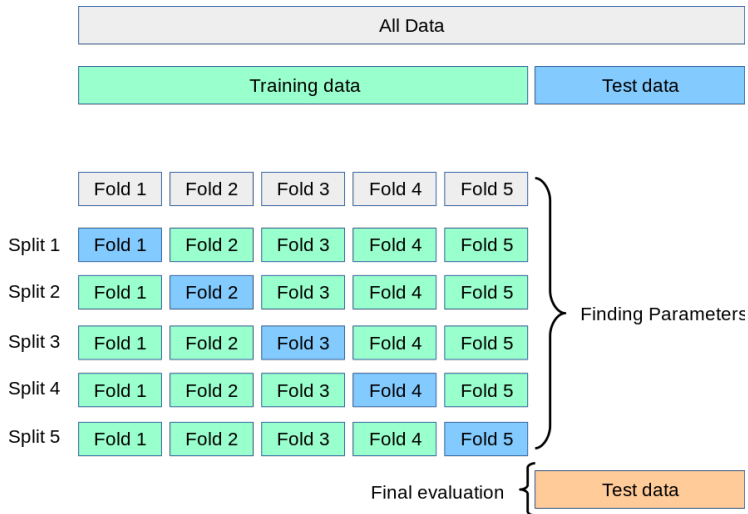 All Data
Training data Test data
Fold 1 Fold 2 Fold 3 Fold 4 Fold 5
Split 1 Fold 1 Fold 2 Fold 3 Fold 4 Fold 5
Split 2 Fold 1 Fold 2 Fold 3 Fold 4 Fold 5
Finding Parameters
Split 3 Fold 1 Fold 2 Fold 3 Fold 4 Fold 5
Split 4 Fold 1 Fold 2 Fold 3 Fold 4 Fold 5
Split 5 Fold 1 Fold 2 Fold 3 Fold 4 Fold 5
Final evaluation Test data